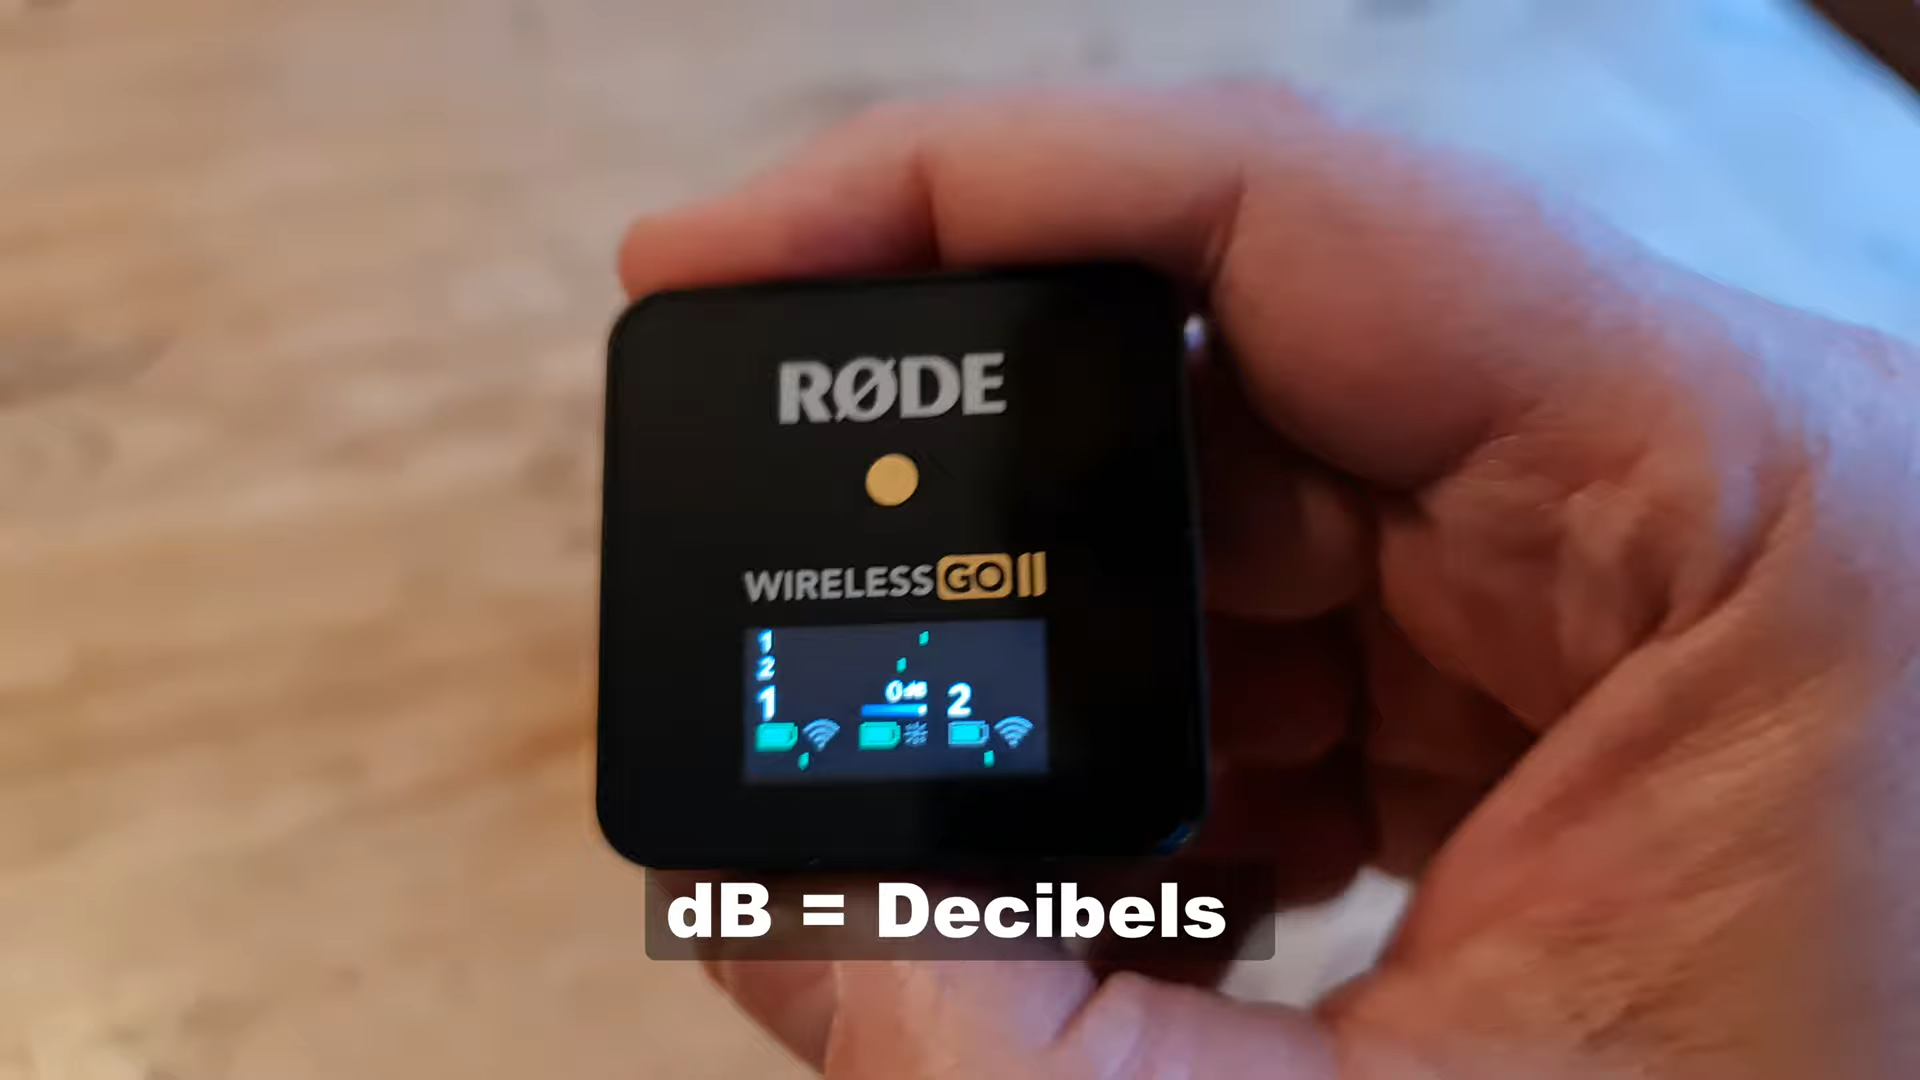 RØDE
WIRELESS GO II
1
2
1 0dB 2
dB = Decibels